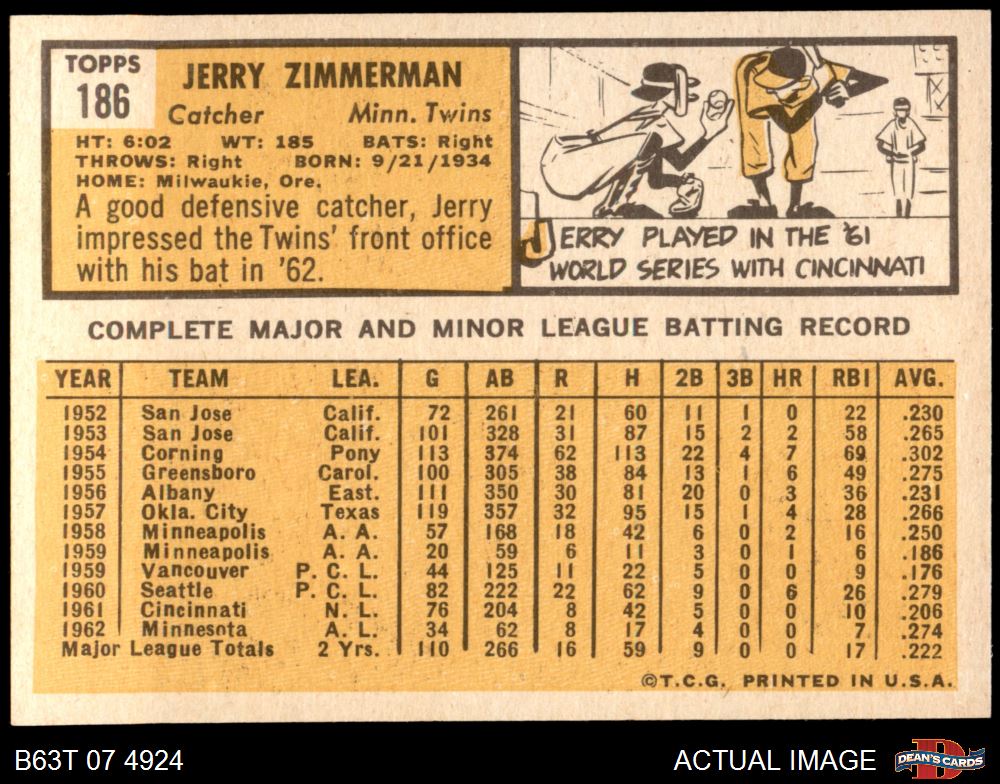 TOPPS
186
JERRY ZIMMERMAN
Catcher Minn. Twins
HT: 6:02 WT: 185 BATS: Right
THROWS: Right BORN: 9/21/1934
HOME: Milwaukie, Ore.
A good defensive catcher, Jerry
impressed the Twins' front office
with his bat in '62.
JERRY PLAYED IN THE '61
WORLD SERIES WITH CINCINNATI
COMPLETE MAJOR AND MINOR LEAGUE BATTING RECORD
YEAR TEAM LEA. G AB R H 2B 3B HR RBI AVG.
1952 San Jose Calif. 72 261 21 60 11 1 0 22 .230
1953 San Jose Calif. 101 328 31 87 15 2 2 58 .265
1954 Corning Pony 113 374 62 113 22 4 7 69 .302
1955 Greensboro Carol. 100 305 38 84 13 1 6 49 .275
1956 Albany East. 111 350 30 81 20 0 3 36 .231
1957 Okla. City Texas 119 357 32 95 15 1 4 28 .266
1958 Minneapolis A. A. 57 168 18 42 6 0 2 16 .250
1959 Minneapolis A. A. 20 59 6 11 3 0 1 6 .186
1959 Vancouver P. C. L. 44 125 11 22 5 0 0 9 .176
1960 Seattle P. C. L. 82 222 22 62 9 0 6 26 .279
1961 Cincinnati N. L. 76 204 8 42 5 0 0 10 .206
1962 Minnesota A. L. 34 62 8 17 4 0 0 7 .274
Major League Totals 2 Yrs. 110 266 16 59 9 0 0 17 .222
©T.C.G. PRINTED IN U.S.A.
B63T 07 4924 ACTUAL IMAGE DEAN'S CARDS